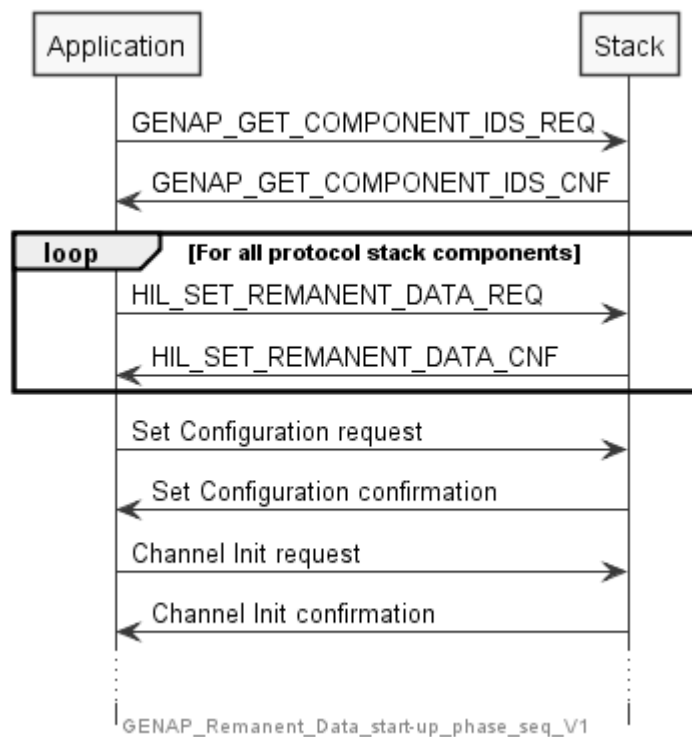 Application
Stack
GENAP_GET_COMPONENT_IDS_REQ
GENAP_GET_COMPONENT_IDS_CNF
loop
[For all protocol stack components]
HIL_SET_REMANENT_DATA_REQ
HIL_SET_REMANENT_DATA_CNF
Set Configuration request
Set Configuration confirmation
Channel Init request
Channel Init confirmation
GENAP_Remanent_Data_start-up_phase_seq_V1